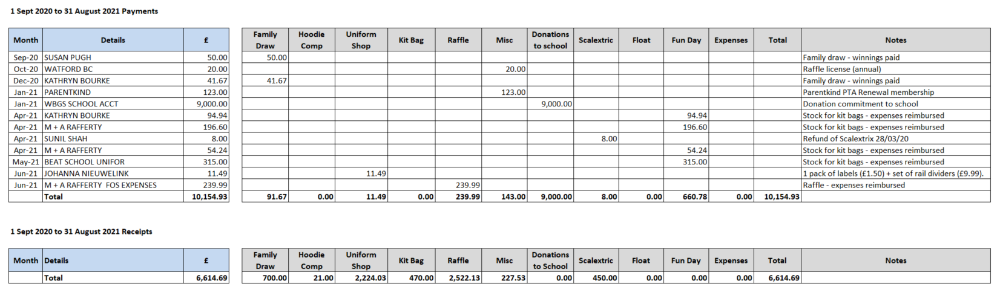 1 Sept 2020 to 31 August 2021 Payments
Month Details £ Family Draw Hoodie Comp Uniform Shop Kit Bag Raffle Misc Donations to school Scalextric Float Fun Day Expenses Total Notes
Sep-20 SUSAN PUGH 50.00 50.00 Family draw - winnings paid
Oct-20 WATFORD BC 20.00 20.00 Raffle license (annual)
Dec-20 KATHRYN BOURKE 41.67 41.67 Family draw - winnings paid
Jan-21 PARENTKIND 123.00 123.00 Parentkind PTA Renewal membership
Jan-21 WBGS SCHOOL ACCT 9,000.00 9,000.00 Donation commitment to school
Apr-21 KATHRYN BOURKE 94.94 94.94 Stock for kit bags - expenses reimbursed
Apr-21 M + A RAFFERTY 196.60 196.60 Stock for kit bags - expenses reimbursed
Apr-21 SUNIL SHAH 8.00 8.00 Refund of Scalextrix 28/03/20
Apr-21 M + A RAFFERTY 54.24 54.24 Stock for kit bags - expenses reimbursed
May-21 BEAT SCHOOL UNIFOR 315.00 315.00 Stock for kit bags - expenses reimbursed
Jun-21 JOHANNA NIEUWELINK 11.49 11.49 1 pack of labels (£1.50) + set of rail dividers (£9.99).
Jun-21 M + A RAFFERTY FOS EXPENSES 239.99 239.99 Raffle - expenses reimbursed
Total 10,154.93 91.67 0.00 11.49 0.00 239.99 143.00 9,000.00 8.00 0.00 660.78 0.00 10,154.93
1 Sept 2020 to 31 August 2021 Receipts
Month Details £ Family Draw Hoodie Comp Uniform Shop Kit Bag Raffle Misc Donations to School Scalextric Float Fun Day Expenses Total Notes
Total 6,614.69 700.00 21.00 2,224.03 470.00 2,522.13 227.53 0.00 450.00 0.00 0.00 0.00 6,614.69